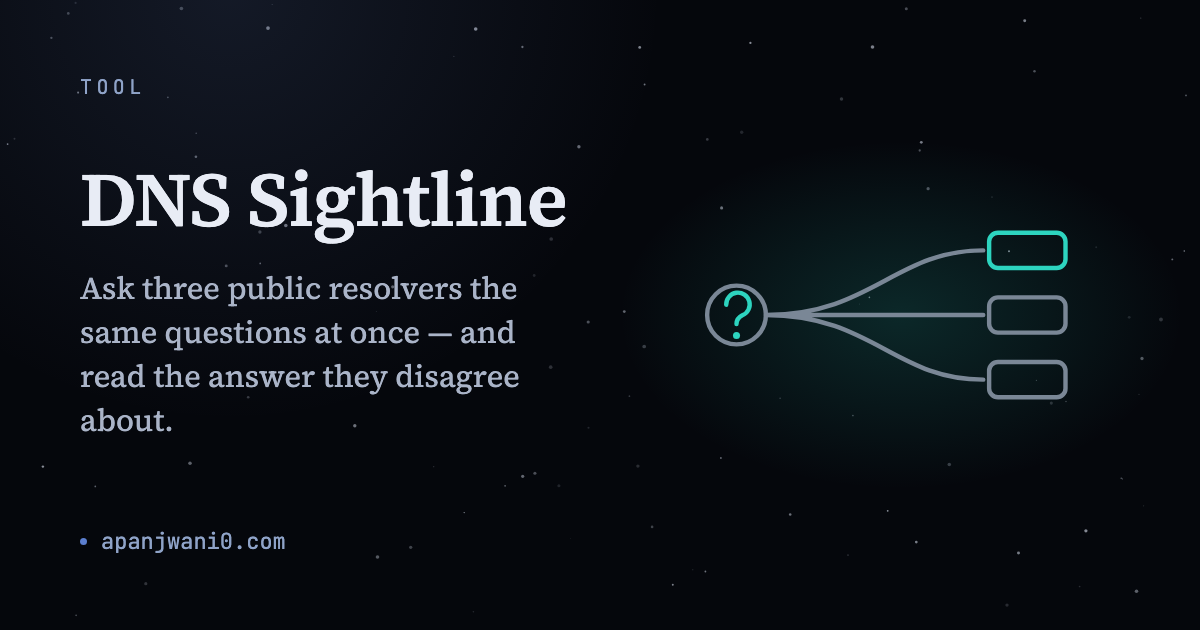 TOOL
DNS Sightline
Ask three public resolvers the
same questions at once — and
read the answer they disagree
about.
?
apanjwani0.com